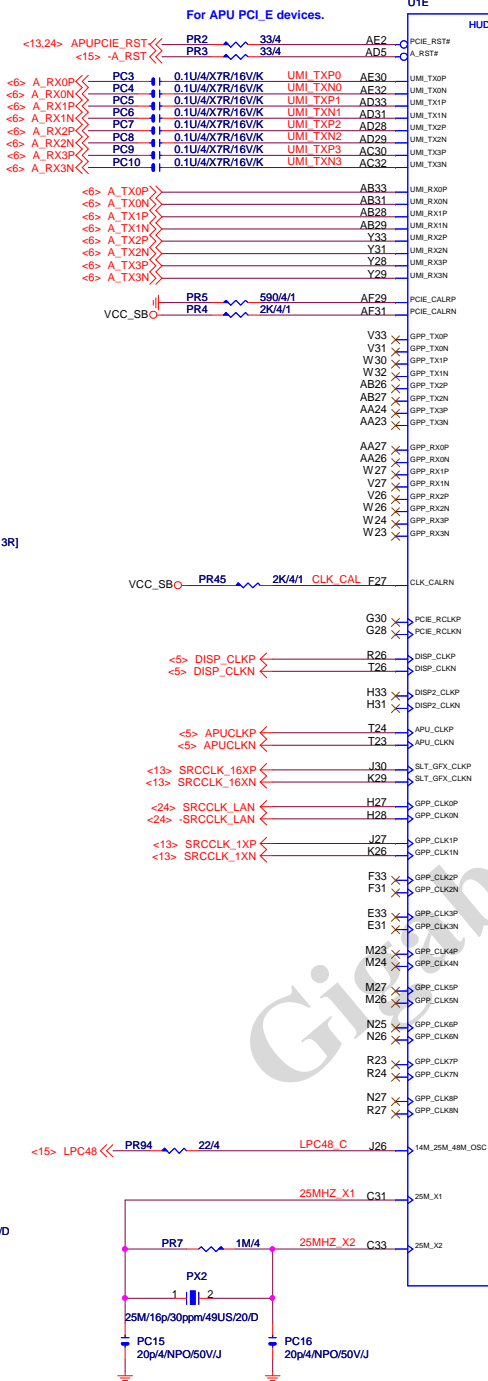 U1E
For APU PCI_E devices.
HUD
<13,24> APUPCIE_RST PR2 33/4 AE2 PCIE_RST#
<15> -A_RST PR3 33/4 AD5 A_RST#
<6> A_RX0P PC3 0.1U/4/X7R/16V/K UMI_TXP0 AE30 UMI_TX0P
<6> A_RX0N PC4 0.1U/4/X7R/16V/K UMI_TXN0 AE32 UMI_TX0N
<6> A_RX1P PC5 0.1U/4/X7R/16V/K UMI_TXP1 AD33 UMI_TX1P
<6> A_RX1N PC6 0.1U/4/X7R/16V/K UMI_TXN1 AD31 UMI_TX1N
<6> A_RX2P PC7 0.1U/4/X7R/16V/K UMI_TXP2 AD28 UMI_TX2P
<6> A_RX2N PC8 0.1U/4/X7R/16V/K UMI_TXN2 AD29 UMI_TX2N
<6> A_RX3P PC9 0.1U/4/X7R/16V/K UMI_TXP3 AC30 UMI_TX3P
<6> A_RX3N PC10 0.1U/4/X7R/16V/K UMI_TXN3 AC32 UMI_TX3N
<6> A_TX0P AB33 UMI_RX0P
<6> A_TX0N AB31 UMI_RX0N
<6> A_TX1P AB28 UMI_RX1P
<6> A_TX1N AB29 UMI_RX1N
<6> A_TX2P Y33 UMI_RX2P
<6> A_TX2N Y31 UMI_RX2N
<6> A_TX3P Y28 UMI_RX3P
<6> A_TX3N Y29 UMI_RX3N
PR5 590/4/1 AF29 PCIE_CALRP
VCC_SB PR4 2K/4/1 AF31 PCIE_CALRN
V33 GPP_TX0P
V31 GPP_TX0N
W30 GPP_TX1P
W32 GPP_TX1N
AB26 GPP_TX2P
AB27 GPP_TX2N
AA24 GPP_TX3P
AA23 GPP_TX3N
AA27 GPP_RX0P
AA26 GPP_RX0N
W27 GPP_RX1P
V27 GPP_RX1N
V26 GPP_RX2P
W26 GPP_RX2N
W24 GPP_RX3P
W23 GPP_RX3N
3R]
VCC_SB PR45 2K/4/1 CLK_CAL F27 CLK_CALRN
G30 PCIE_RCLKP
G28 PCIE_RCLKN
<5> DISP_CLKP R26 DISP_CLKP
<5> DISP_CLKN T26 DISP_CLKN
H33 DISP2_CLKP
H31 DISP2_CLKN
<5> APUCLKP T24 APU_CLKP
<5> APUCLKN T23 APU_CLKN
<13> SRCCLK_16XP J30 SLT_GFX_CLKP
<13> SRCCLK_16XN K29 SLT_GFX_CLKN
<24> SRCCLK_LAN H27 GPP_CLK0P
<24> -SRCCLK_LAN H28 GPP_CLK0N
<13> SRCCLK_1XP J27 GPP_CLK1P
<13> SRCCLK_1XN K26 GPP_CLK1N
F33 GPP_CLK2P
F31 GPP_CLK2N
E33 GPP_CLK3P
E31 GPP_CLK3N
M23 GPP_CLK4P
M24 GPP_CLK4N
M27 GPP_CLK5P
M26 GPP_CLK5N
N25 GPP_CLK6P
N26 GPP_CLK6N
R23 GPP_CLK7P
R24 GPP_CLK7N
N27 GPP_CLK8P
R27 GPP_CLK8N
Gigab
<15> LPC48 PR94 22/4 LPC48_C J26 14M_25M_48M_OSC
25MHZ_X1 C31 25M_X1
/D
PR7 1M/4 25MHZ_X2 C33 25M_X2
PX2
1 2
25M/16p/30ppm/49US/20/D
PC15 PC16
20p/4/NPO/50V/J 20p/4/NPO/50V/J